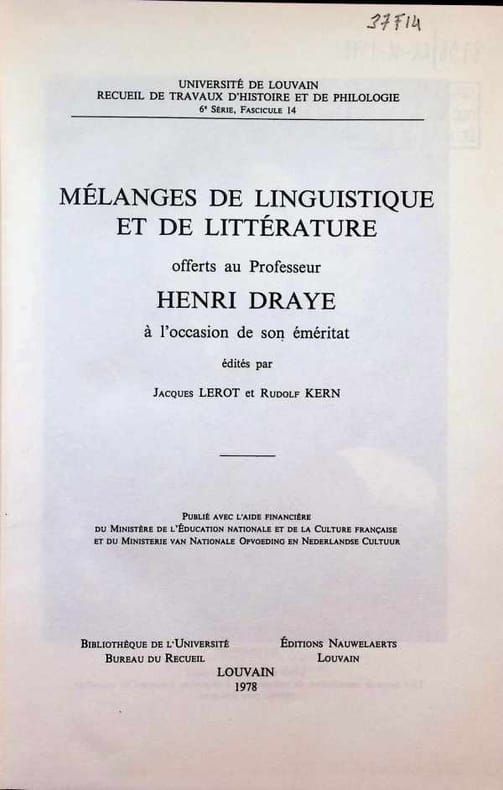 37F14
UNIVERSITÉ DE LOUVAIN
RECUEIL DE TRAVAUX D'HISTOIRE ET DE PHILOLOGIE
6e Série, Fascicule 14
MÉLANGES DE LINGUISTIQUE
ET DE LITTÉRATURE
offerts au Professeur
HENRI DRAYE
à l'occasion de son éméritat
édités par
Jacques LEROT et Rudolf KERN
Publié avec l'aide financière
du Ministère de l'Éducation nationale et de la Culture française
et du Ministerie van Nationale Opvoeding en Nederlandse Cultuur
Bibliothèque de l'Université Éditions Nauwelaerts
Bureau du Recueil Louvain
LOUVAIN
1978